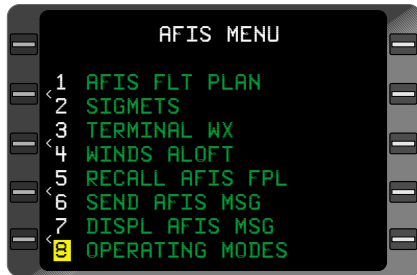 AFIS MENU
1 AFIS FLT PLAN
2 SIGMETS
3 TERMINAL WX
4 WINDS ALOFT
5 RECALL AFIS FPL
6 SEND AFIS MSG
7 DISPL AFIS MSG
8 OPERATING MODES